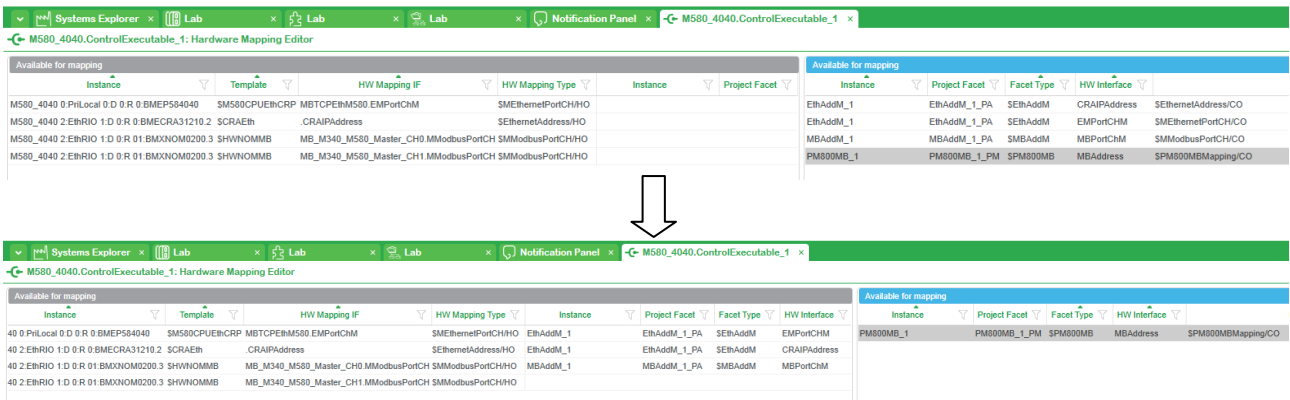 Systems Explorer × Lab × Lab × Lab × Notification Panel × M580_4040.ControlExecutable_1 ×
M580_4040.ControlExecutable_1: Hardware Mapping Editor
Available for mapping Available for mapping
Instance Template HW Mapping IF HW Mapping Type Instance Project Facet Instance Project Facet Facet Type HW Interface
M580_4040 0:PriLocal 0:D 0:R 0:BMEP584040 $M580CPUEthCRP MBTCPEthM580.EMPortChM $MEthernetPortCH/HO EthAddM_1 EthAddM_1_PA $EthAddM CRAIPAddress $EthernetAddress/CO
M580_4040 2:EthRIO 1:D 0:R 0:BMECRA31210.2 $CRAEth .CRAIPAddress $EthernetAddress/HO EthAddM_1 EthAddM_1_PA $EthAddM EMPortCHM $MEthernetPortCH/CO
M580_4040 2:EthRIO 1:D 0:R 01:BMXNOM0200.3 $HWNOMMB MB_M340_M580_Master_CH0.MModbusPortCH $MModbusPortCH/HO MBAddM_1 MBAddM_1_PA $MBAddM MBPortChM $MModbusPortCH/CO
M580_4040 2:EthRIO 1:D 0:R 01:BMXNOM0200.3 $HWNOMMB MB_M340_M580_Master_CH1.MModbusPortCH $MModbusPortCH/HO PM800MB_1 PM800MB_1_PM $PM800MB MBAddress $PM800MBMapping/CO
Systems Explorer × Lab × Lab × Lab × Notification Panel × M580_4040.ControlExecutable_1 ×
M580_4040.ControlExecutable_1: Hardware Mapping Editor
Available for mapping Available for mapping
Instance Template HW Mapping IF HW Mapping Type Instance Project Facet Facet Type HW Interface Instance Project Facet Facet Type HW Interface
40 0:PriLocal 0:D 0:R 0:BMEP584040 $M580CPUEthCRP MBTCPEthM580.EMPortChM $MEthernetPortCH/HO EthAddM_1 EthAddM_1_PA $EthAddM EMPortCHM PM800MB_1 PM800MB_1_PM $PM800MB MBAddress $PM800MBMapping/CO
40 2:EthRIO 1:D 0:R 0:BMECRA31210.2 $CRAEth .CRAIPAddress $EthernetAddress/HO EthAddM_1 EthAddM_1_PA $EthAddM CRAIPAddress
40 2:EthRIO 1:D 0:R 01:BMXNOM0200.3 $HWNOMMB MB_M340_M580_Master_CH0.MModbusPortCH $MModbusPortCH/HO MBAddM_1 MBAddM_1_PA $MBAddM MBPortChM
40 2:EthRIO 1:D 0:R 01:BMXNOM0200.3 $HWNOMMB MB_M340_M580_Master_CH1.MModbusPortCH $MModbusPortCH/HO